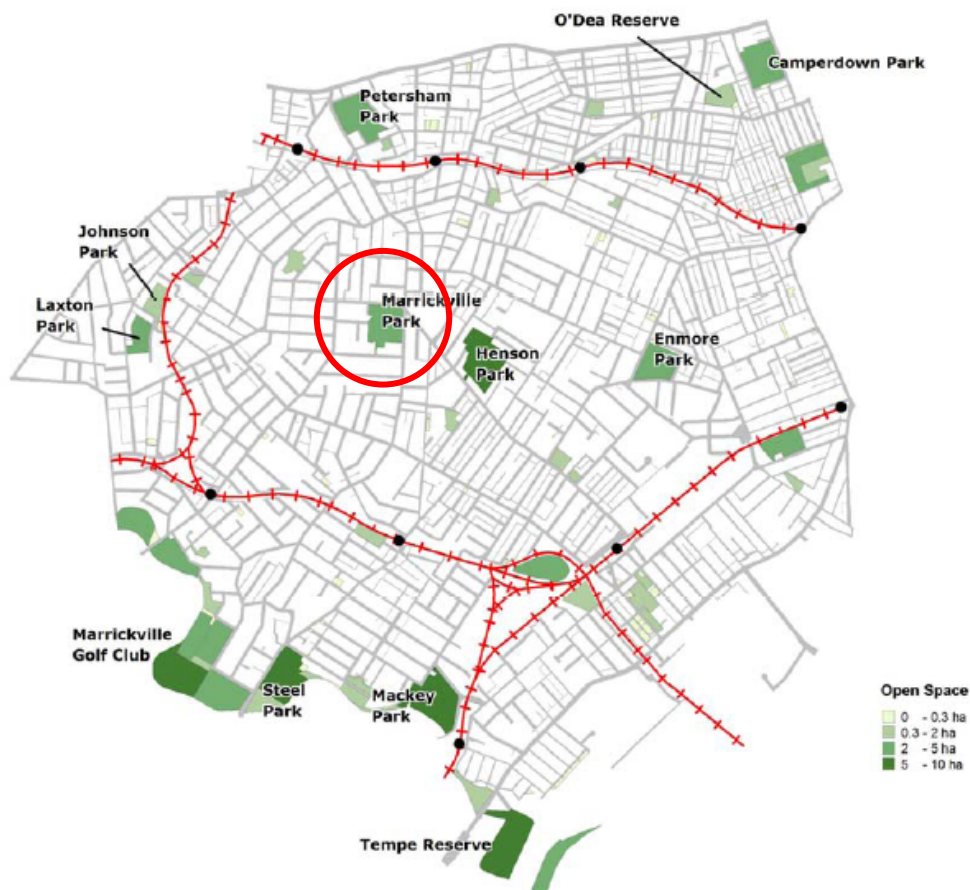 O'Dea Reserve
Camperdown Park
Petersham
Park
Johnson
Park
Laxton
Park
Marrickville
Park
Henson
Park
Enmore
Park
Marrickville
Golf Club
Steel
Park
Mackey
Park
Tempe Reserve
Open Space
0 - 0.3 ha
0.3 - 2 ha
2 - 5 ha
5 - 10 ha